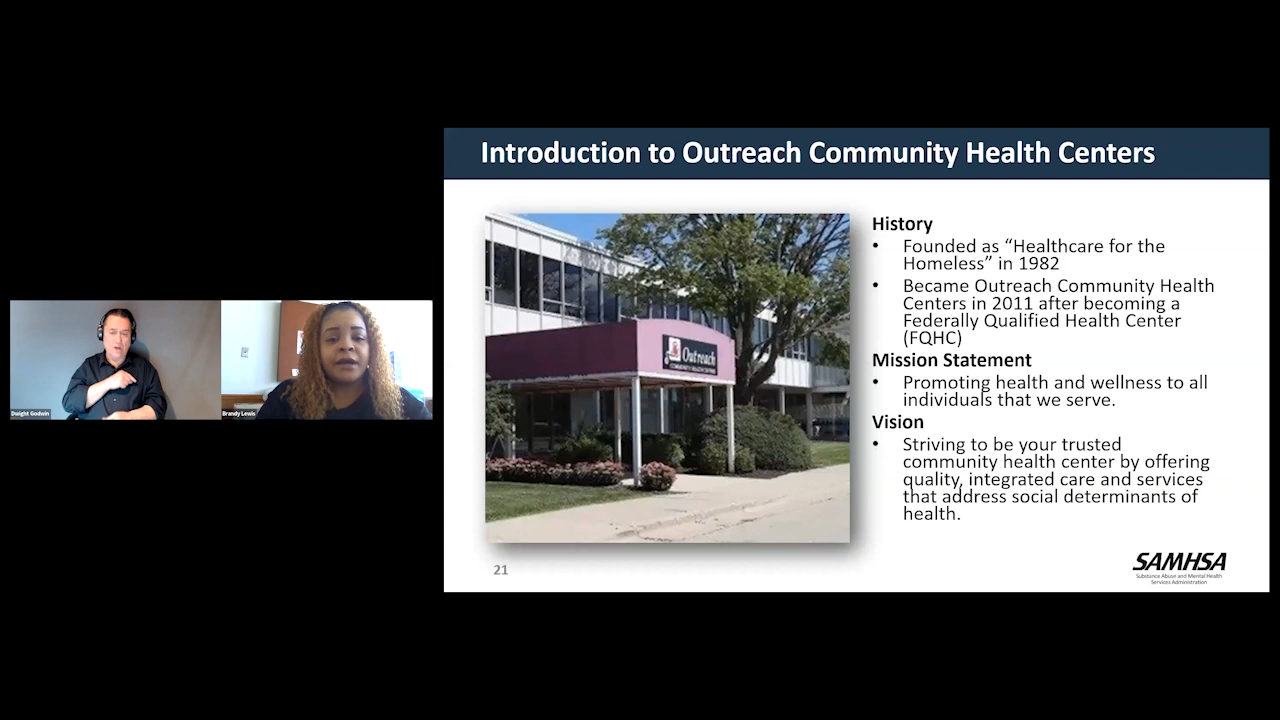 Introduction to Outreach Community Health Centers
Outreach
COMMUNITY HEALTH CENTERS
History
• Founded as “Healthcare for the
Homeless” in 1982
• Became Outreach Community Health
Centers in 2011 after becoming a
Federally Qualified Health Center
(FQHC)
Mission Statement
• Promoting health and wellness to all
individuals that we serve.
Vision
• Striving to be your trusted
community health center by offering
quality, integrated care and services
that address social determinants of
health.
21
SAMHSA
Substance Abuse and Mental Health
Services Administration
Dwight Godwin
Brandy Lewis